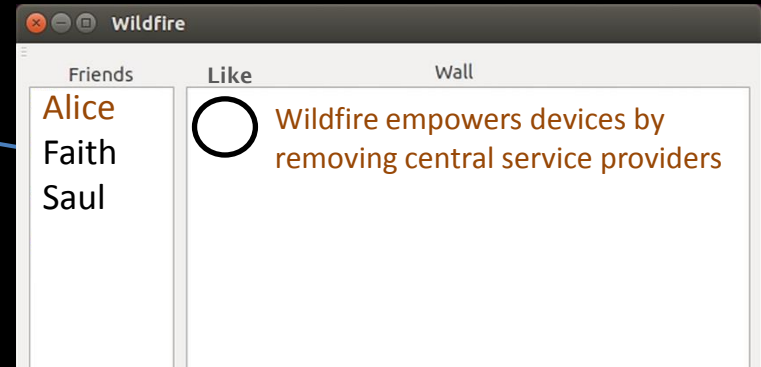 Wildfire
Friends Like Wall
Alice
Faith
Saul
Wildfire empowers devices by
removing central service providers